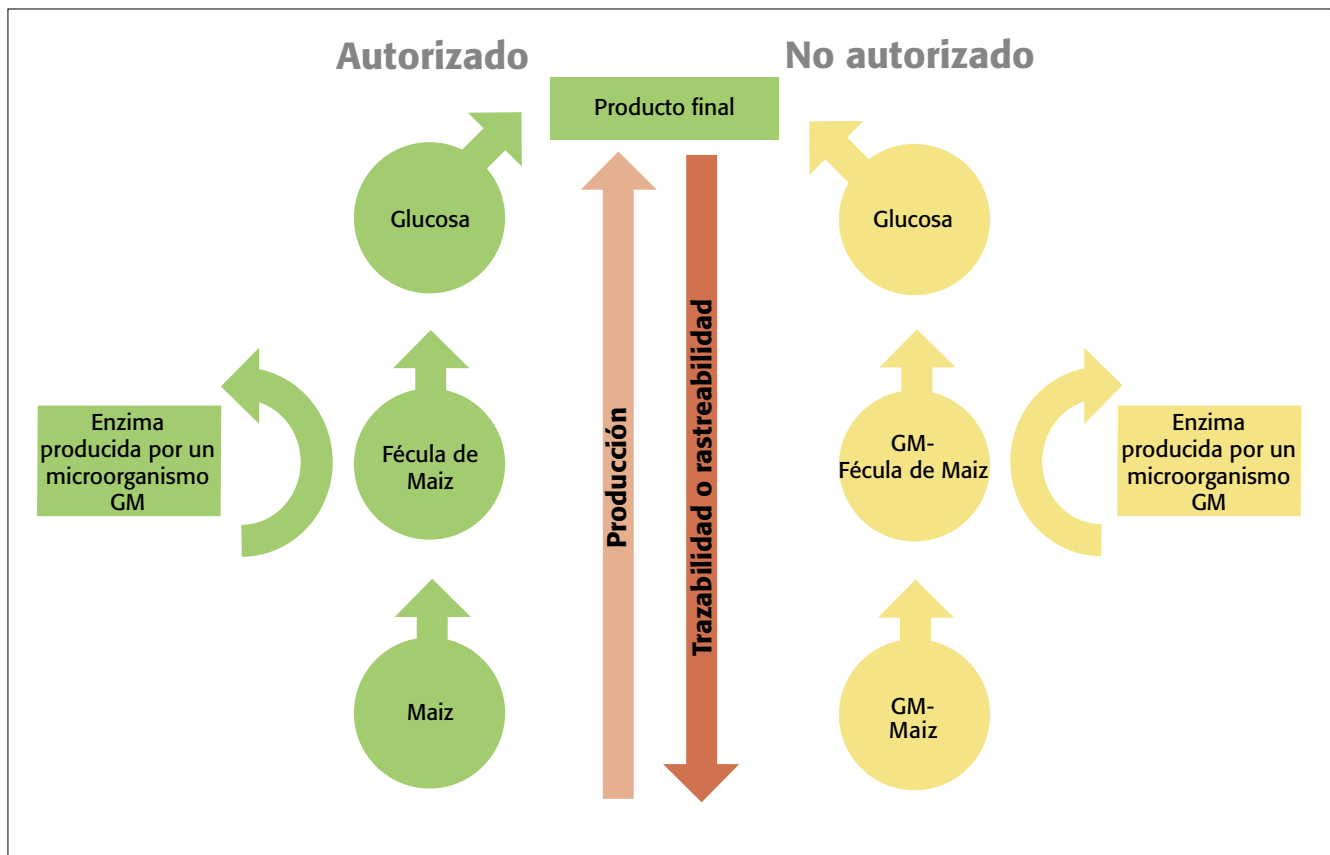 Autorizado
No autorizado
Producto final
Glucosa
Glucosa
Enzima
producida por un
microorganismo
GM
Fécula de
Maiz
Producción
Trazabilidad o rastreabilidad
GM-
Fécula de Maiz
Enzima
producida por un
microorganismo
GM
Maiz
GM-
Maiz